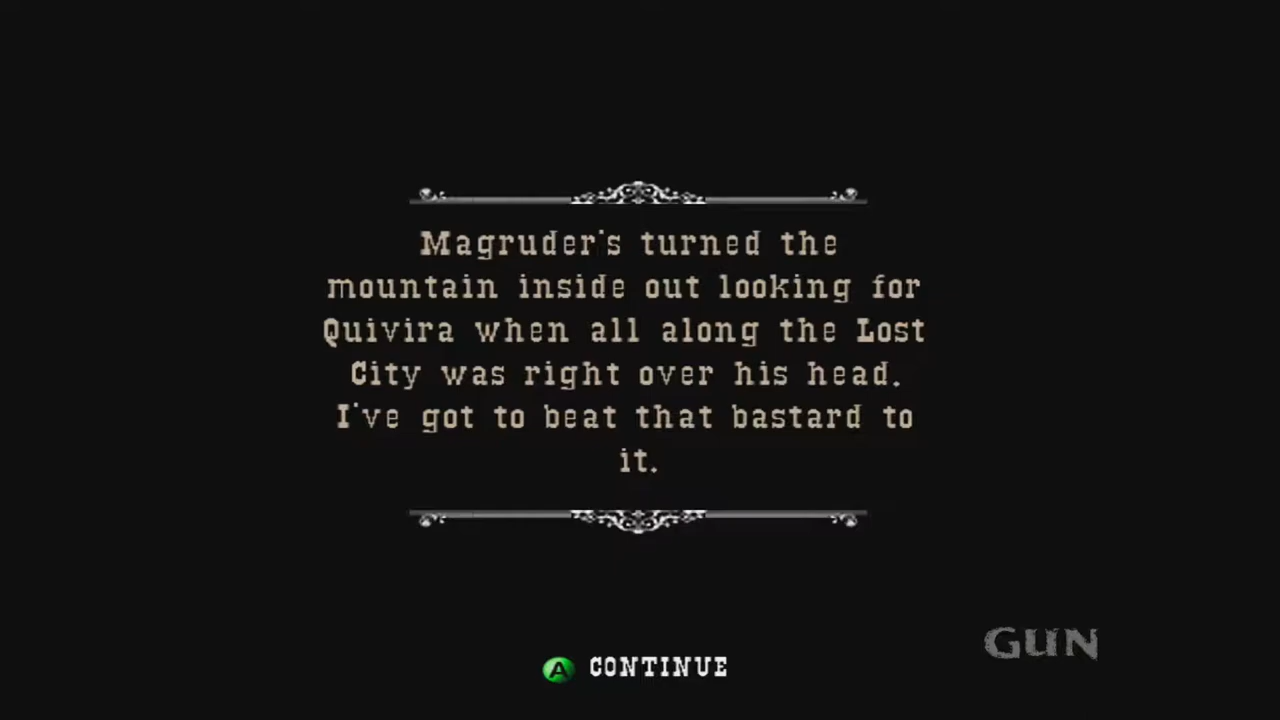 Magruder's turned the
mountain inside out looking for
Quivira when all along the Lost
City was right over his head.
I've got to beat that bastard to
it.
GUN
A CONTINUE